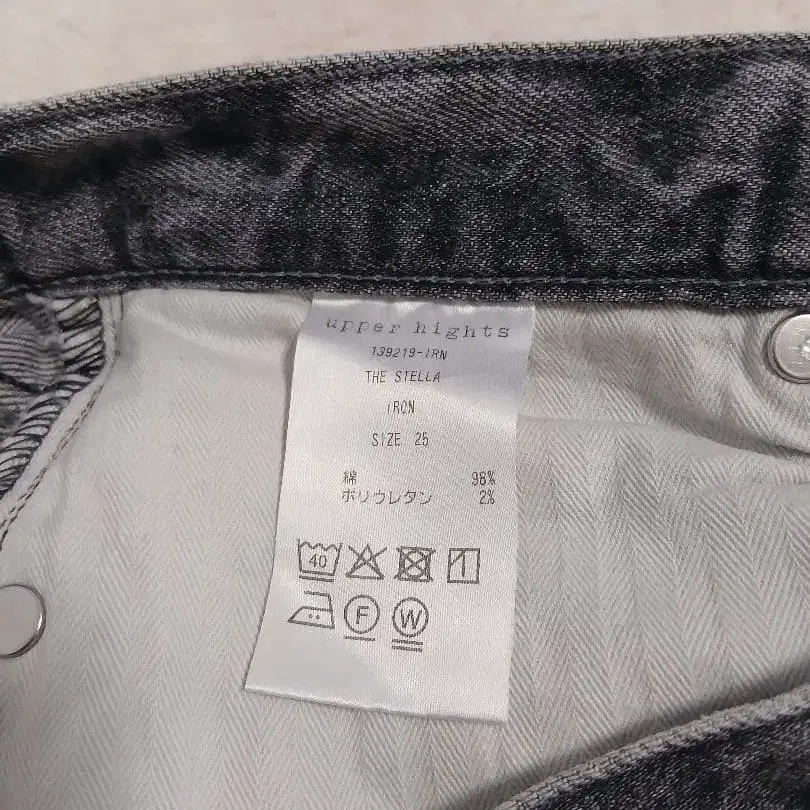 upper hights
139219-IRN
THE STELLA
IRON
SIZE 25
綿 98%
ポリウレタン 2%
40
F W